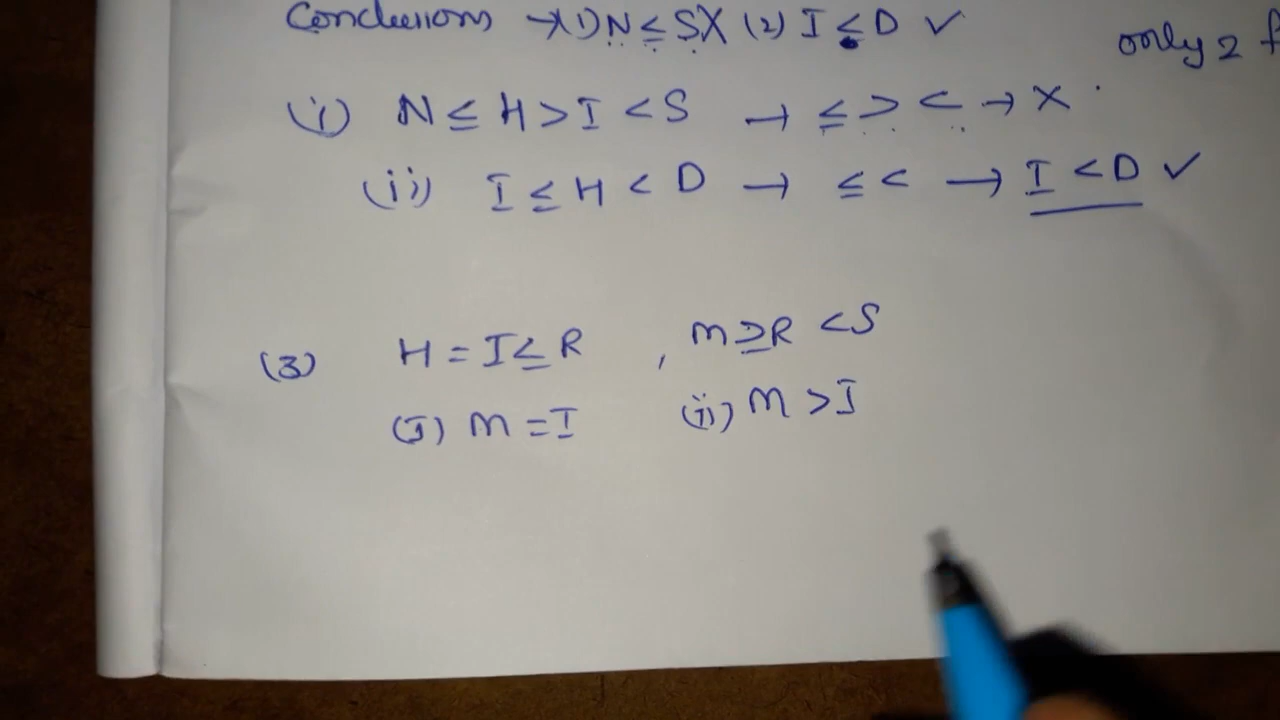 Conclusions → 1) N ≤ S X (2) I ≤ D ✓
only 2 f
(i) N ≤ H > I < S → ≤ > < → X
(ii) I ≤ H < D → ≤ < → I < D ✓
(3) H = I ≤ R , M ≥ R < S
(I) M = I (ii) M > I